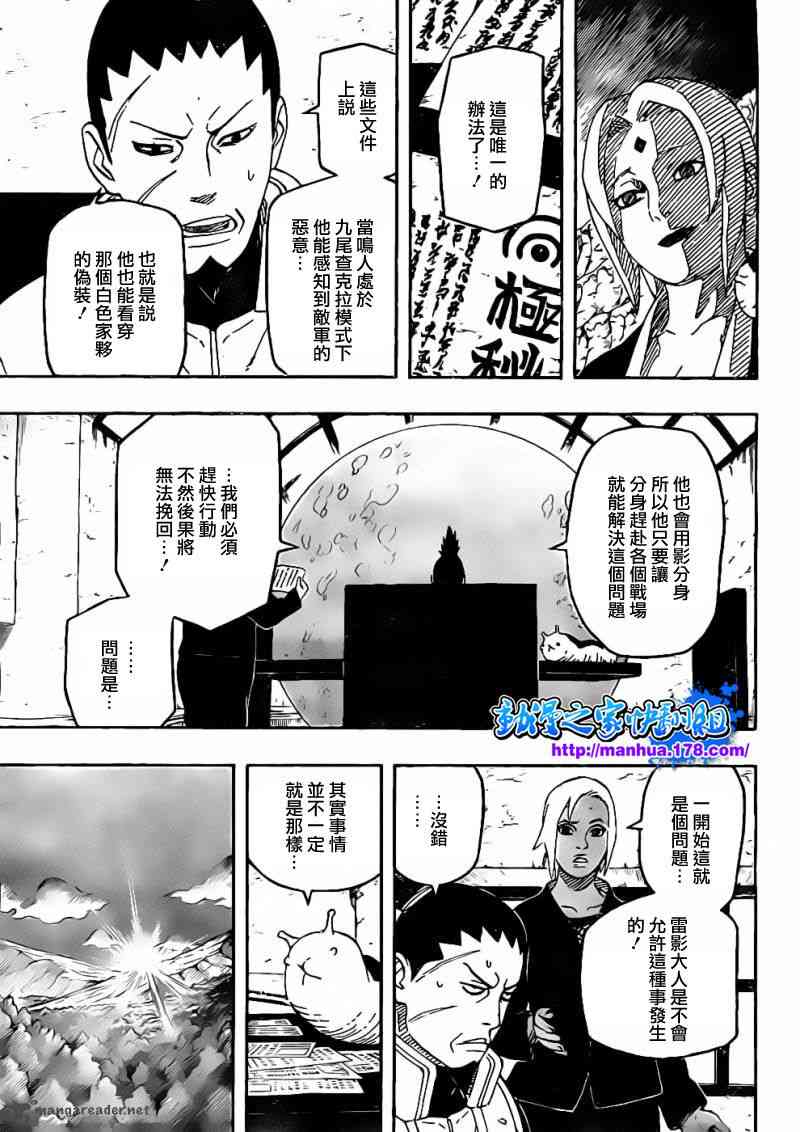 這是唯一的
辦法了…！
極秘
這些文件
上説
當鳴人處於
九尾查克拉模式下
他能感知到敵軍的
惡意…
也就是説
他也能看穿
那個白色家夥
的偽裝！
他也會用影分身
所以他只要讓
分身趕赴各個戰場
就能解決這個問題
…我們必須
趕快行動
不然後果將
無法挽回…！
問題是…
動漫之家快翻組
http://manhua.178.com/
一開始這就
是個問題…
雷影大人是不會
允許這種事發生
的！
…沒錯
……
其實事情
並不一定
就是那樣…
mangareader.net